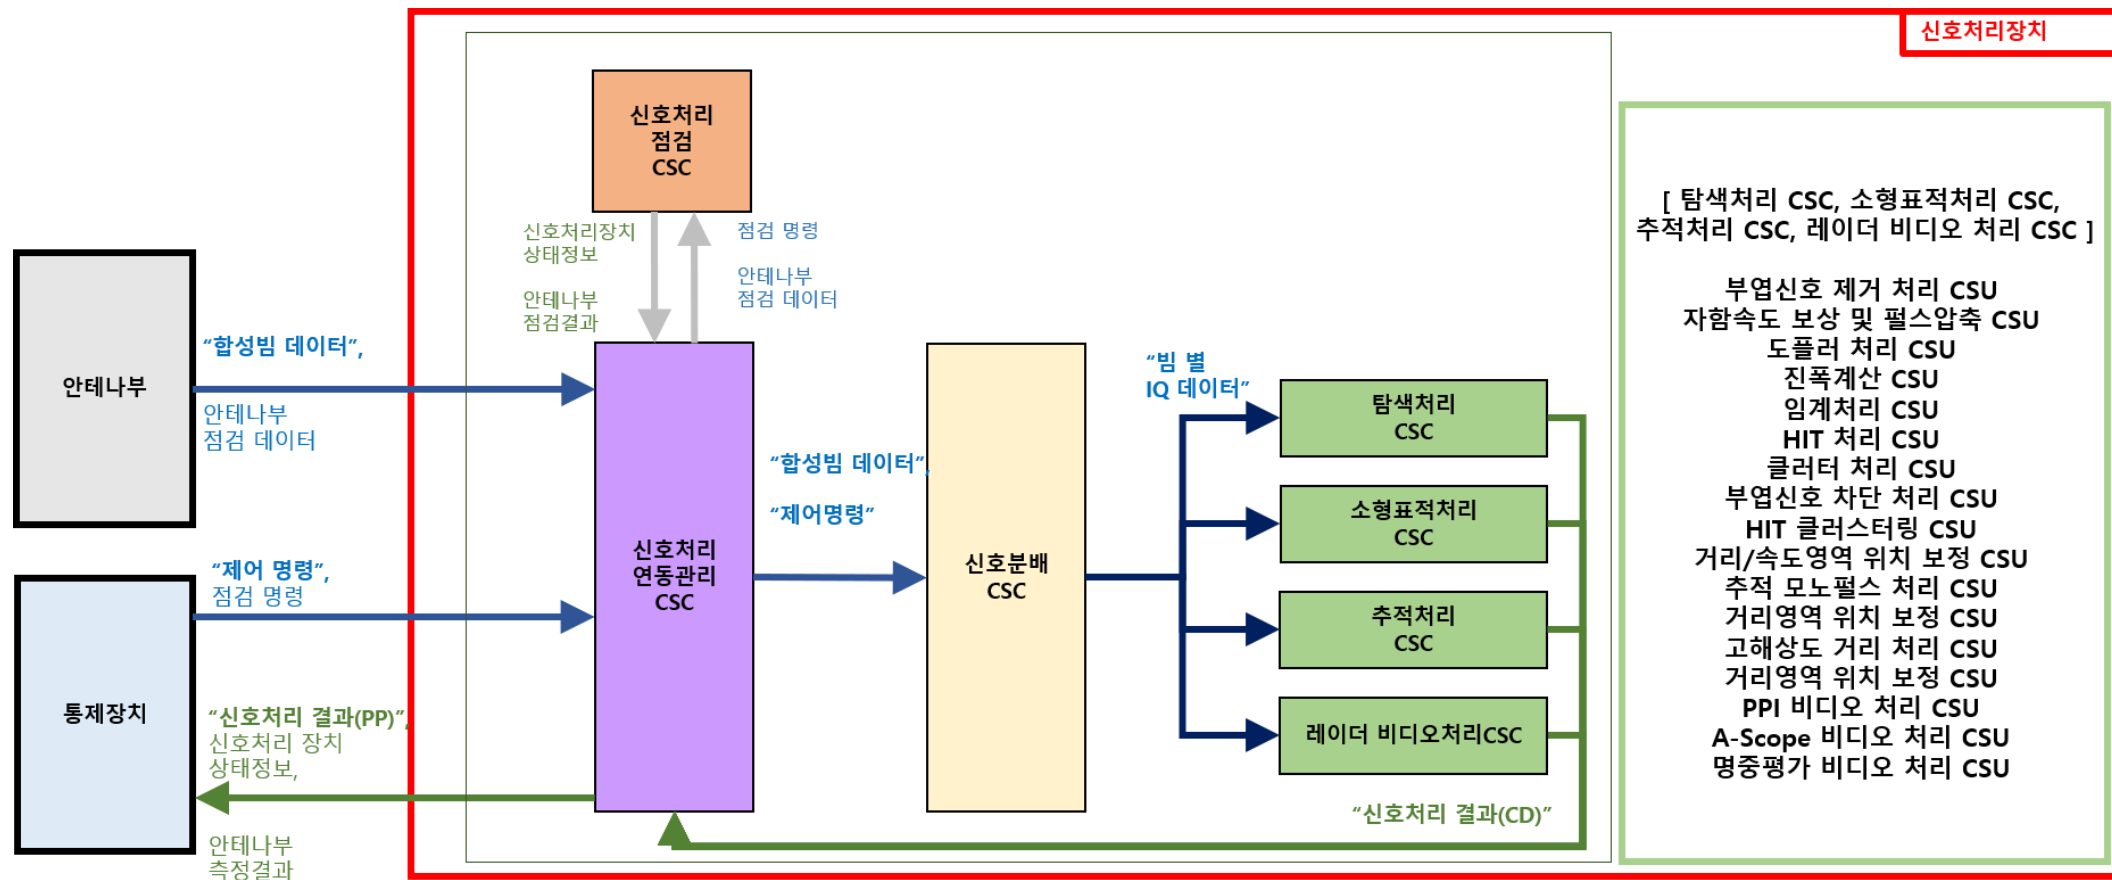 신호처리장치
신호처리
점검
CSC
신호처리장치
상태정보
안테나부
점검결과
점검 명령
안테나부
점검 데이터
안테나부
“합성빔 데이터”,
안테나부
점검 데이터
통제장치
“제어 명령”,
점검 명령
“신호처리 결과(PP)”,
신호처리 장치
상태정보,
안테나부
측정결과
신호처리
연동관리
CSC
“합성빔 데이터”,
“제어명령”
신호분배
CSC
“빔 별
IQ 데이터”
탐색처리
CSC
소형표적처리
CSC
추적처리
CSC
레이더 비디오처리CSC
“신호처리 결과(CD)”
[ 탐색처리 CSC, 소형표적처리 CSC,
추적처리 CSC, 레이더 비디오 처리 CSC ]
부엽신호 제거 처리 CSU
자함속도 보상 및 펄스압축 CSU
도플러 처리 CSU
진폭계산 CSU
임계처리 CSU
HIT 처리 CSU
클러터 처리 CSU
부엽신호 차단 처리 CSU
HIT 클러스터링 CSU
거리/속도영역 위치 보정 CSU
추적 모노펄스 처리 CSU
거리영역 위치 보정 CSU
고해상도 거리 처리 CSU
거리영역 위치 보정 CSU
PPI 비디오 처리 CSU
A-Scope 비디오 처리 CSU
명중평가 비디오 처리 CSU